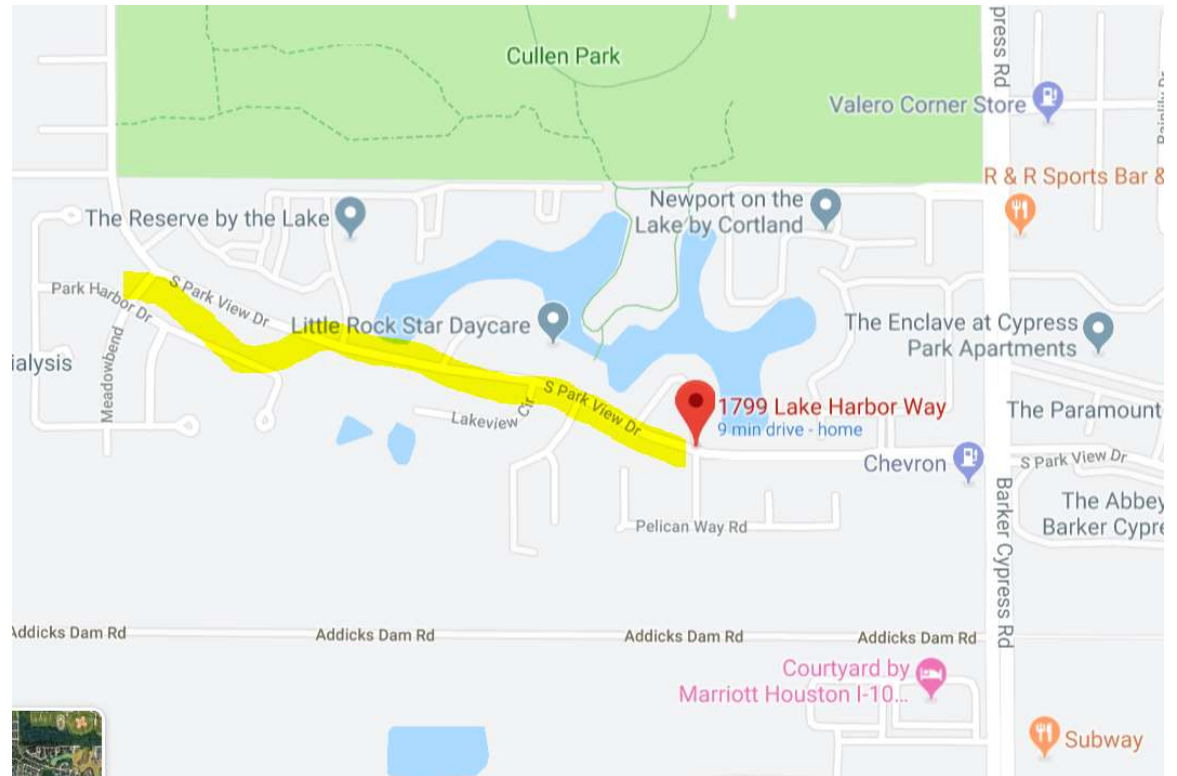 Cullen Park
press Rd
Valero Corner Store
R & R Sports Bar &
Newport on the
Lake by Cortland
The Reserve by the Lake
Park Harbor Dr
S Park View Dr
Little Rock Star Daycare
The Enclave at Cypress
Park Apartments
ialysis
Meadowbend
S Park View Dr
Lakeview Cir
1799 Lake Harbor Way
9 min drive - home
The Paramount
Chevron
S Park View Dr
Barker Cypress Rd
The Abbey
Barker Cypre
Pelican Way Rd
Addicks Dam Rd
Addicks Dam Rd
Addicks Dam Rd
Addicks Dam Rd
Courtyard by
Marriott Houston I-10...
Subway